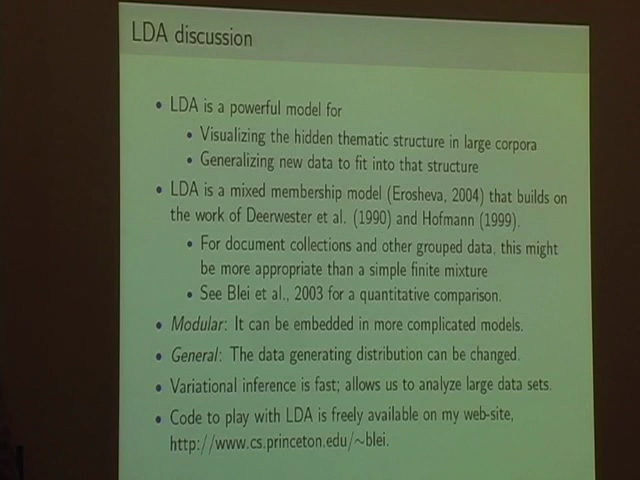 LDA discussion
• LDA is a powerful model for
• Visualizing the hidden thematic structure in large corpora
• Generalizing new data to fit into that structure
• LDA is a mixed membership model (Erosheva, 2004) that builds on
the work of Deerwester et al. (1990) and Hofmann (1999).
• For document collections and other grouped data, this might
be more appropriate than a simple finite mixture
• See Blei et al., 2003 for a quantitative comparison.
• Modular: It can be embedded in more complicated models.
• General: The data generating distribution can be changed.
• Variational inference is fast; allows us to analyze large data sets.
• Code to play with LDA is freely available on my web-site,
http://www.cs.princeton.edu/∼blei.